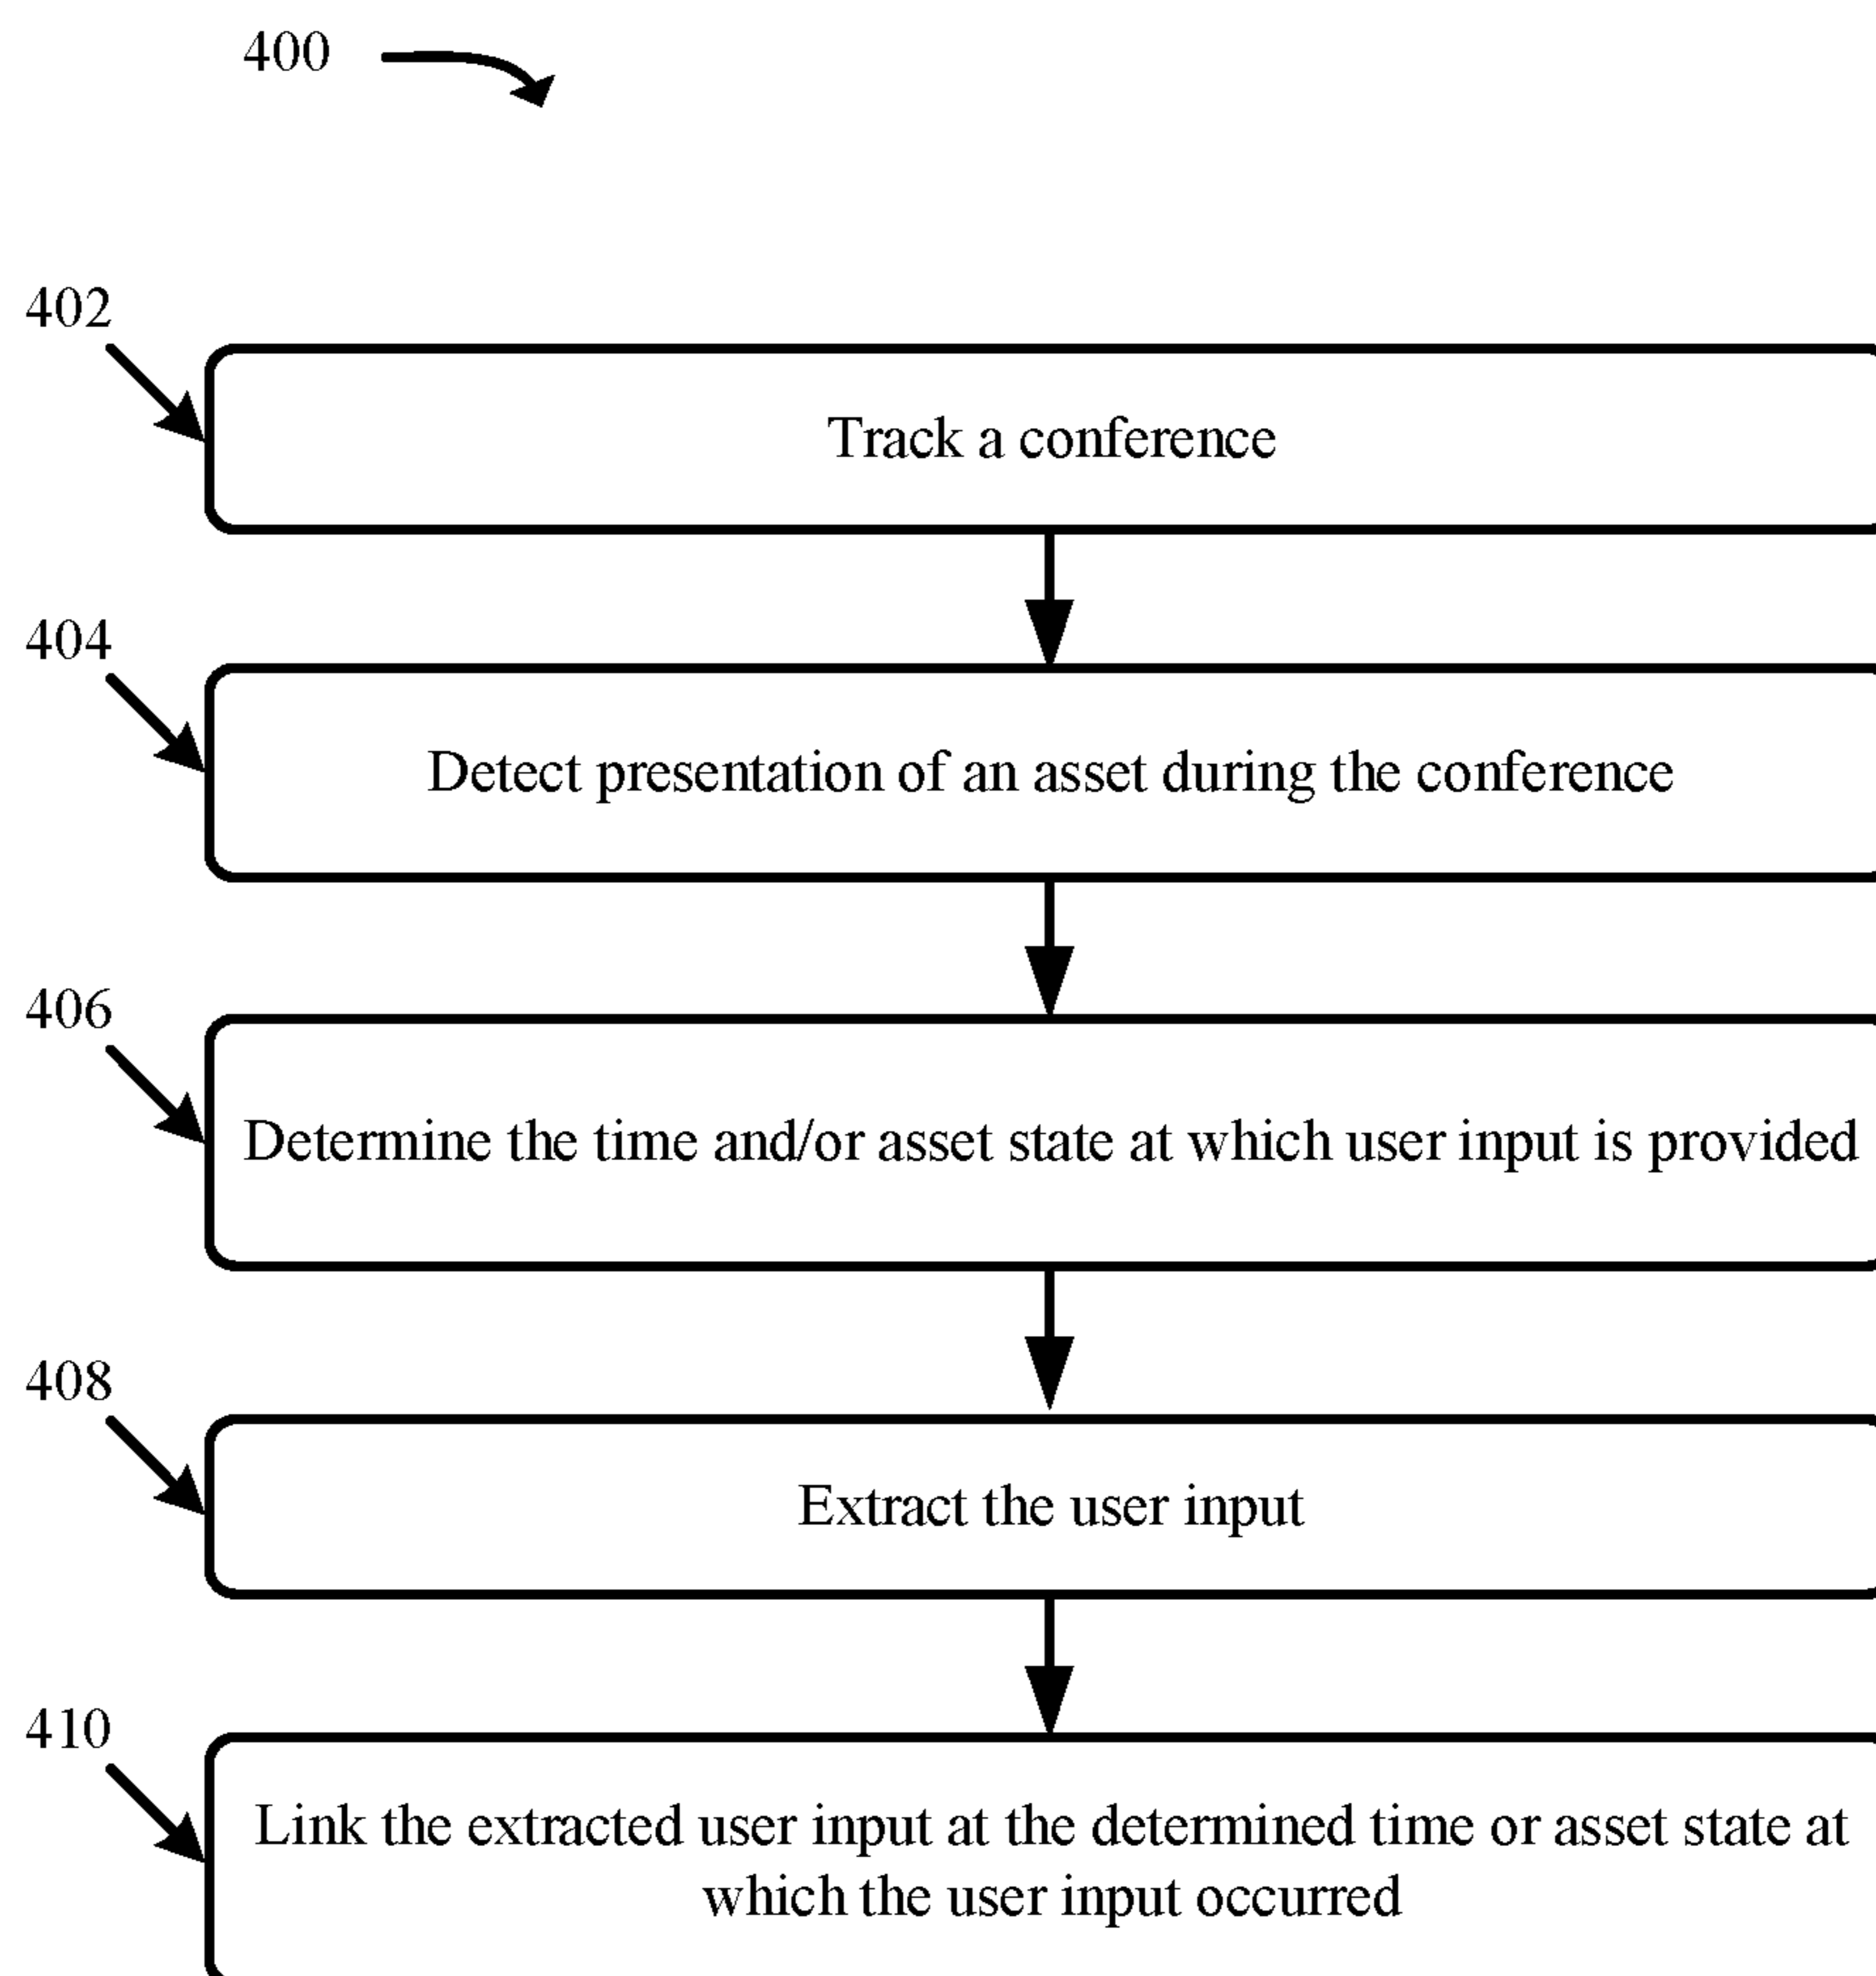 400
402
Track a conference
404
Detect presentation of an asset during the conference
406
Determine the time and/or asset state at which user input is provided
408
Extract the user input
410
Link the extracted user input at the determined time or asset state at
which the user input occurred